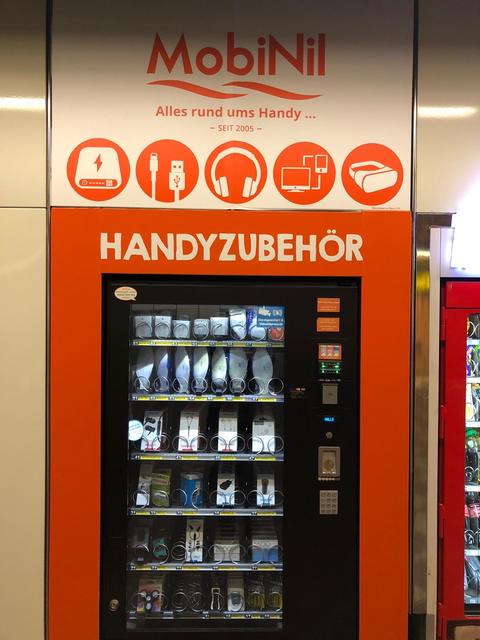 MobiNil
Alles rund ums Handy ...
– SEIT 2005 –
HANDYZUBEHÖR